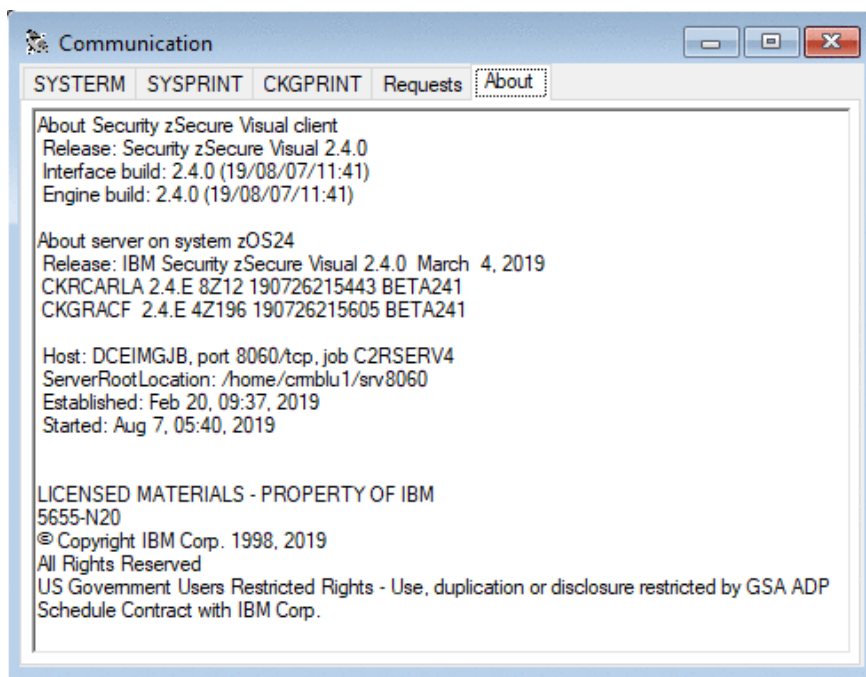 Communication
SYSTERM SYSPRINT CKGPRINT Requests About
About Security zSecure Visual client
Release: Security zSecure Visual 2.4.0
Interface build: 2.4.0 (19/08/07/11:41)
Engine build: 2.4.0 (19/08/07/11:41)
About server on system zOS24
Release: IBM Security zSecure Visual 2.4.0 March 4, 2019
CKRCARLA 2.4.E 8Z12 190726215443 BETA241
CKGRACF 2.4.E 4Z196 190726215605 BETA241
Host: DCEIMGJB, port 8060/tcp, job C2RSERV4
ServerRootLocation: /home/crmblu1/srv8060
Established: Feb 20, 09:37, 2019
Started: Aug 7, 05:40, 2019
LICENSED MATERIALS - PROPERTY OF IBM
5655-N20
© Copyright IBM Corp. 1998, 2019
All Rights Reserved
US Government Users Restricted Rights - Use, duplication or disclosure restricted by GSA ADP
Schedule Contract with IBM Corp.